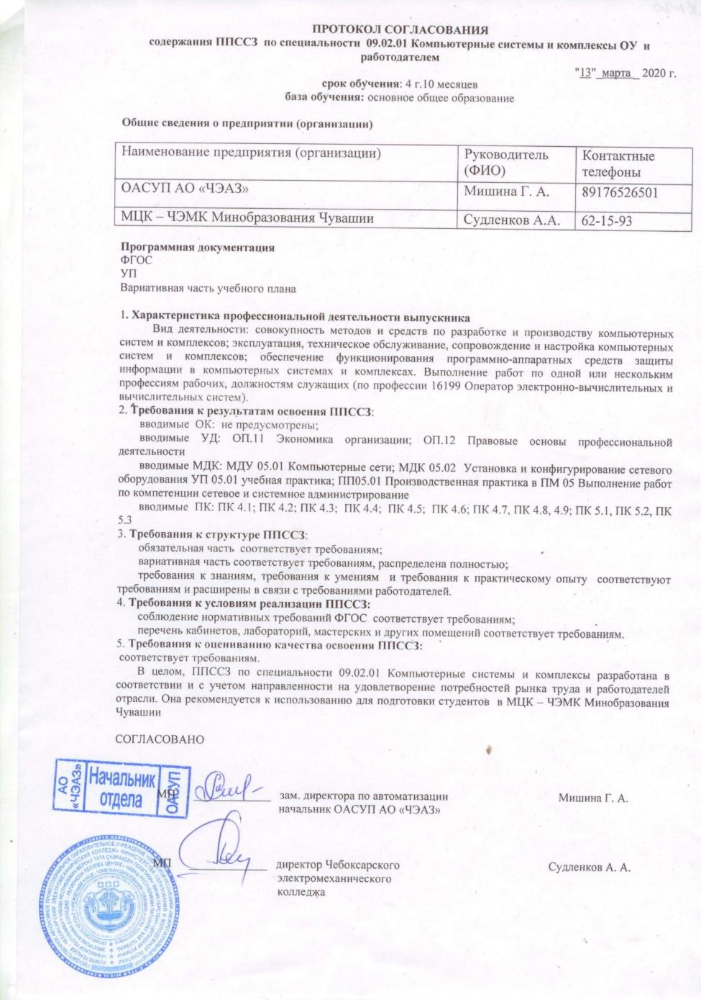 ПРОТОКОЛ СОГЛАСОВАНИЯ
содержания ППССЗ по специальности 09.02.01 Компьютерные системы и комплексы ОУ и
работодателем
"13" марта 2020 г.
срок обучения: 4 г.10 месяцев
база обучения: основное общее образование
Общие сведения о предприятии (организации)
Наименование предприятия (организации) Руководитель (ФИО) Контактные телефоны
ОАСУП АО «ЧЭАЗ» Мишина Г. А. 89176526501
МЦК – ЧЭМК Минобразования Чувашии Судленков А.А. 62-15-93
Программная документация
ФГОС
УП
Вариативная часть учебного плана
1. Характеристика профессиональной деятельности выпускника
Вид деятельности: совокупность методов и средств по разработке и производству компьютерных
систем и комплексов; эксплуатация, техническое обслуживание, сопровождение и настройка компьютерных
систем и комплексов; обеспечение функционирования программно-аппаратных средств защиты
информации в компьютерных системах и комплексах. Выполнение работ по одной или нескольким
профессиям рабочих, должностям служащих (по профессии 16199 Оператор электронно-вычислительных и
вычислительных систем).
2. Требования к результатам освоения ППССЗ:
вводимые ОК: не предусмотрены;
вводимые УД: ОП.11 Экономика организации; ОП.12 Правовые основы профессиональной
деятельности
вводимые МДК: МДУ 05.01 Компьютерные сети; МДК 05.02 Установка и конфигурирование сетевого
оборудования УП 05.01 учебная практика; ПП05.01 Производственная практика в ПМ 05 Выполнение работ
по компетенции сетевое и системное администрирование
вводимые ПК: ПК 4.1; ПК 4.2; ПК 4.3; ПК 4.4; ПК 4.5; ПК 4.6; ПК 4.7, ПК 4.8, 4.9; ПК 5.1, ПК 5.2, ПК
5.3
3. Требования к структуре ППССЗ:
обязательная часть соответствует требованиям;
вариативная часть соответствует требованиям, распределена полностью;
требования к знаниям, требования к умениям и требования к практическому опыту соответствуют
требованиям и расширены в связи с требованиями работодателей.
4. Требования к условиям реализации ППССЗ:
соблюдение нормативных требований ФГОС соответствует требованиям;
перечень кабинетов, лабораторий, мастерских и других помещений соответствует требованиям.
5. Требования к оцениванию качества освоения ППССЗ:
соответствует требованиям.
В целом, ППССЗ по специальности 09.02.01 Компьютерные системы и комплексы разработана в
соответствии и с учетом направленности на удовлетворение потребностей рынка труда и работодателей
отрасли. Она рекомендуется к использованию для подготовки студентов в МЦК – ЧЭМК Минобразования
Чувашии
СОГЛАСОВАНО
АО «ЧЭАЗ» Начальник отдела ОАСУП
МП зам. директора по автоматизации Мишина Г. А.
начальник ОАСУП АО «ЧЭАЗ»
МП директор Чебоксарского Судленков А. А.
электромеханического
колледжа